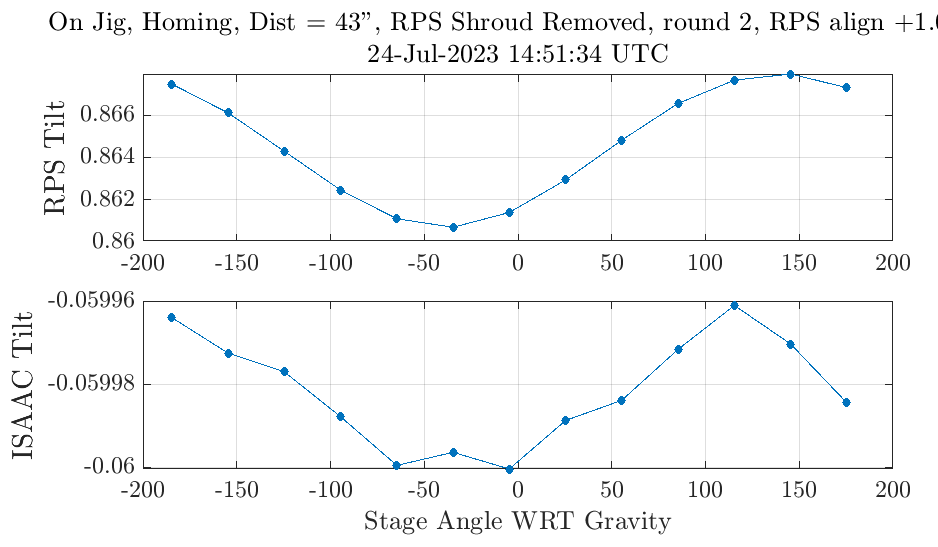 On Jig, Homing, Dist = 43”, RPS Shroud Removed, round 2, RPS align +1.0
24-Jul-2023 14:51:34 UTC
RPS Tilt
0.866
0.864
0.862
0.86
-200 -150 -100 -50 0 50 100 150 200
ISAAC Tilt
-0.05996
-0.05998
-0.06
-200 -150 -100 -50 0 50 100 150 200
Stage Angle WRT Gravity